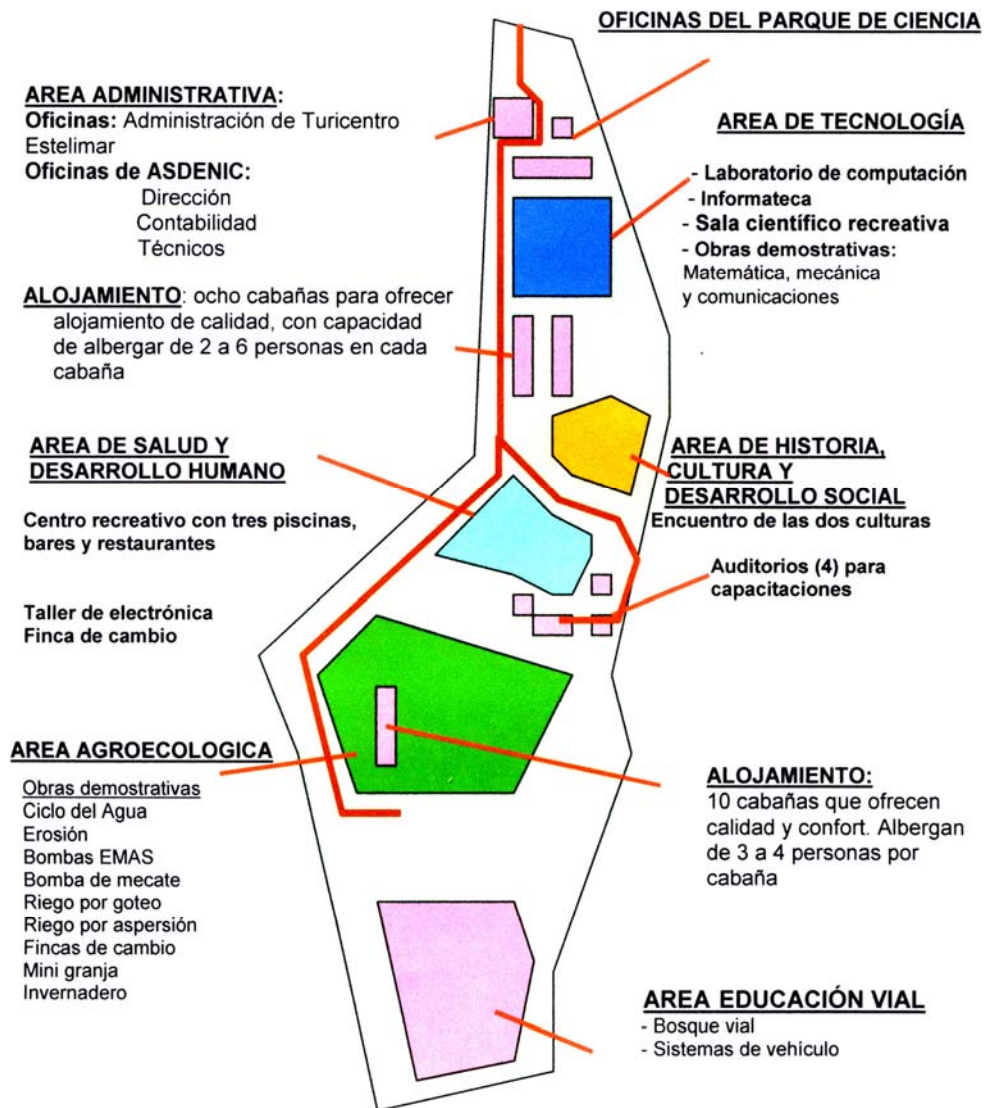 OFICINAS DEL PARQUE DE CIENCIA
AREA ADMINISTRATIVA:
Oficinas: Administración de Turicentro
Estelimar
Oficinas de ASDENIC:
Dirección
Contabilidad
Técnicos
AREA DE TECNOLOGÍA
- Laboratorio de computación
- Informateca
- Sala científico recreativa
- Obras demostrativas:
Matemática, mecánica
y comunicaciones
ALOJAMIENTO: ocho cabañas para ofrecer
alojamiento de calidad, con capacidad
de albergar de 2 a 6 personas en cada
cabaña
AREA DE SALUD Y
DESARROLLO HUMANO
Centro recreativo con tres piscinas,
bares y restaurantes
Taller de electrónica
Finca de cambio
AREA DE HISTORIA,
CULTURA Y
DESARROLLO SOCIAL
Encuentro de las dos culturas
Auditorios (4) para
capacitaciones
AREA AGROECOLOGICA
Obras demostrativas
Ciclo del Agua
Erosión
Bombas EMAS
Bomba de mecate
Riego por goteo
Riego por aspersión
Fincas de cambio
Mini granja
Invernadero
ALOJAMIENTO:
10 cabañas que ofrecen
calidad y confort. Albergan
de 3 a 4 personas por
cabaña
AREA EDUCACIÓN VIAL
- Bosque vial
- Sistemas de vehículo